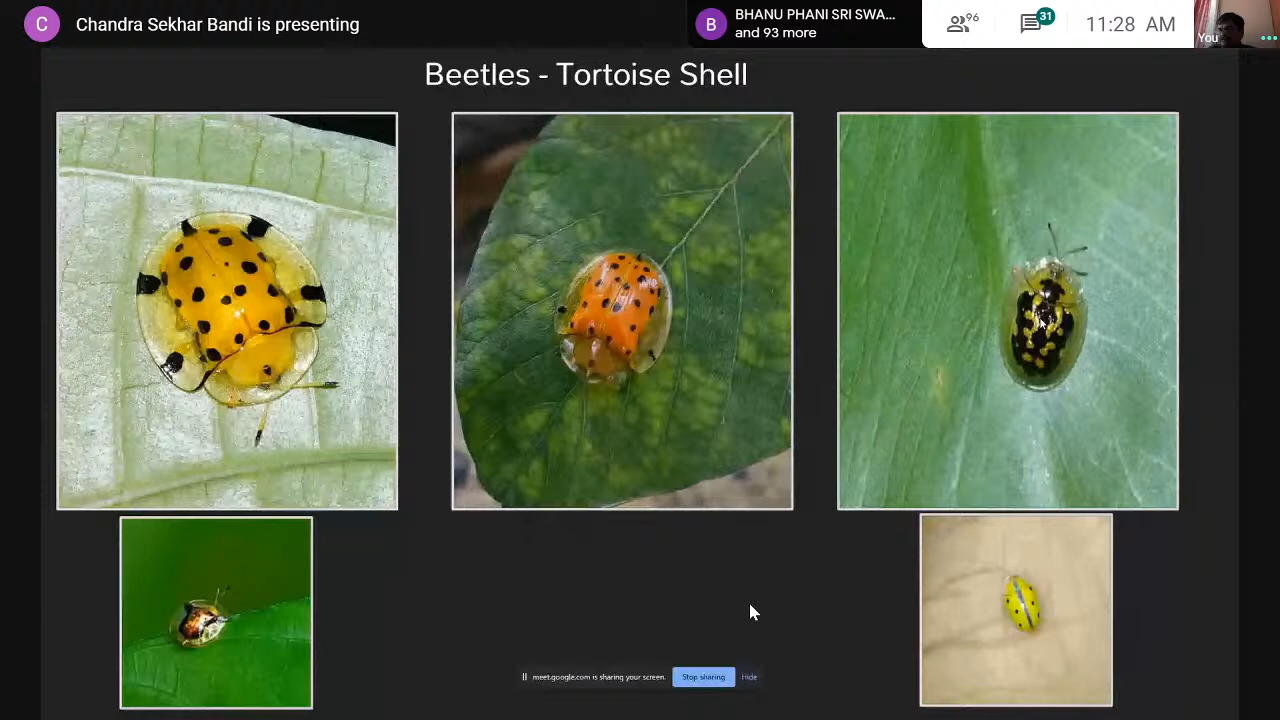 C
Chandra Sekhar Bandi is presenting
B
BHANU PHANI SRI SWA...
and 93 more
96
31
11:28 AM
You
Beetles - Tortoise Shell
meet.google.com is sharing your screen.
Stop sharing
Hide